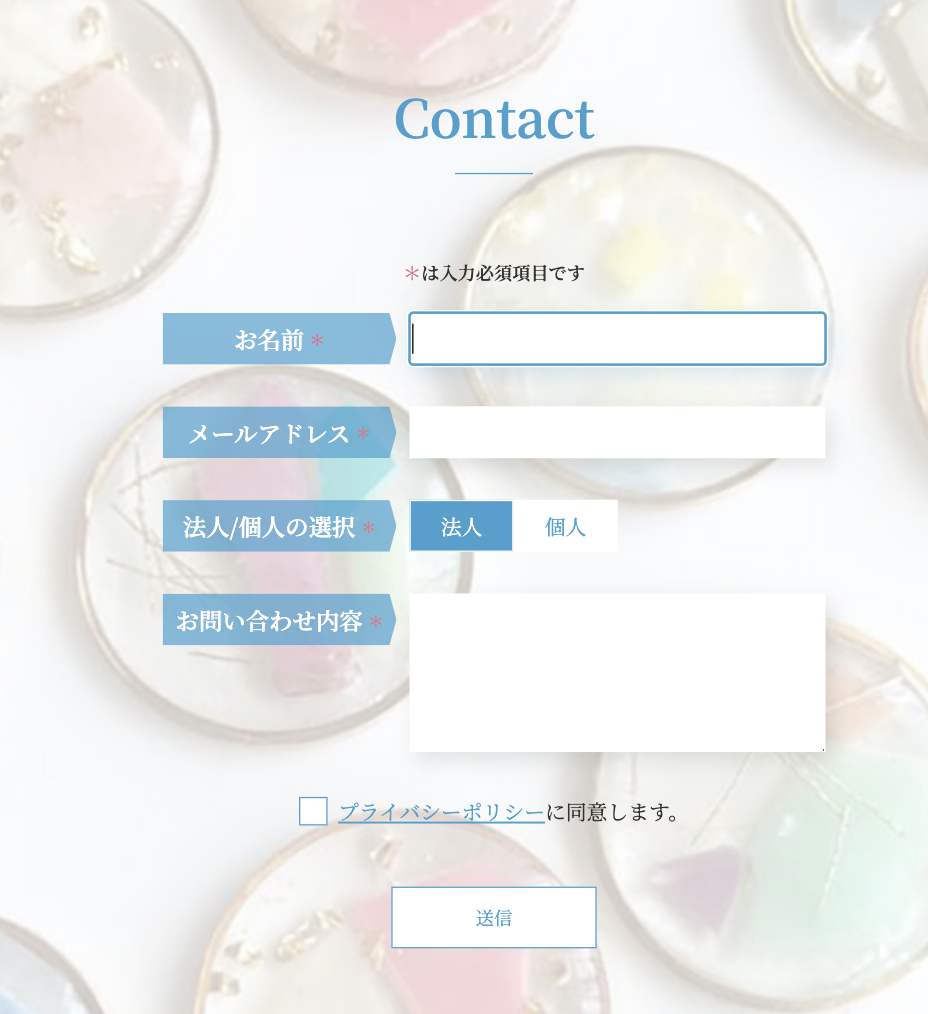 Contact
＊は入力必須項目です
お名前 ＊
メールアドレス ＊
法人/個人の選択 ＊
法人 個人
お問い合わせ内容 ＊
プライバシーポリシーに同意します。
送信